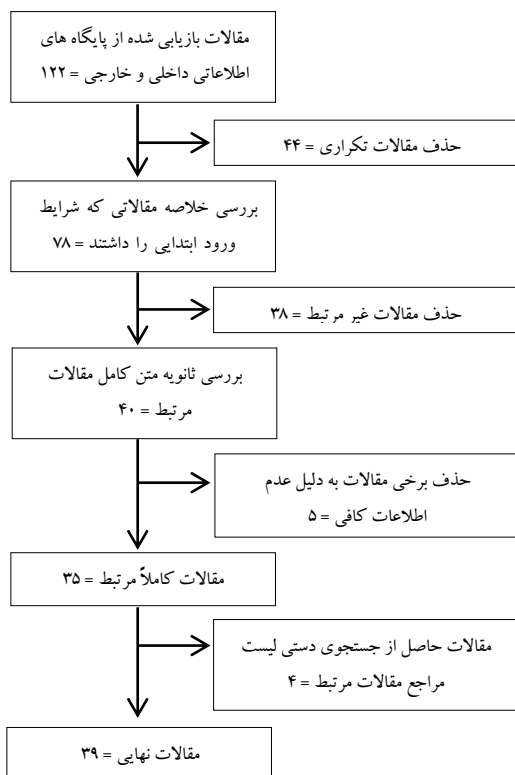 مقالات بازیابی شده از پایگاه های
اطلاعاتی داخلی و خارجی = ۱۲۲
حذف مقالات تکراری = ۴۴
بررسی خلاصه مقالاتی که شرایط
ورود ابتدایی را داشتند = ۷۸
حذف مقالات غیر مرتبط = ۳۸
بررسی ثانویه متن کامل مقالات
مرتبط = ۴۰
حذف برخی مقالات به دلیل عدم
اطلاعات کافی = ۵
مقالات کاملاً مرتبط = ۳۵
مقالات حاصل از جستجوی دستی لیست
مراجع مقالات مرتبط = ۴
مقالات نهایی = ۳۹